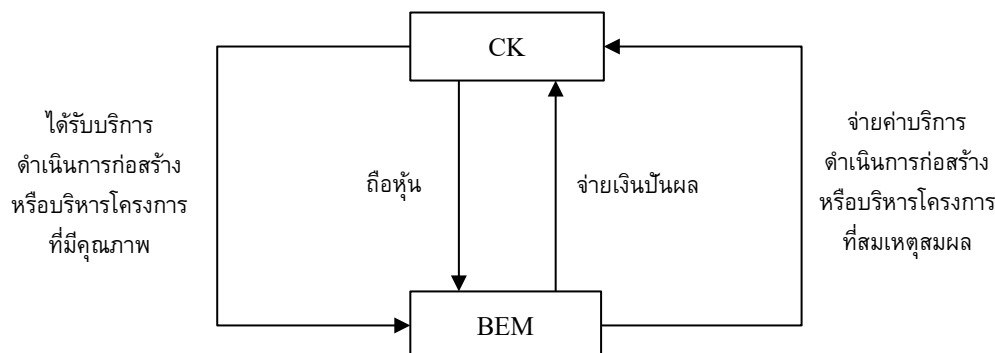 CK
ได้รับบริการ
ดำเนินการก่อสร้าง
หรือบริหารโครงการ
ที่มีคุณภาพ
ถือหุ้น
จ่ายเงินปันผล
จ่ายค่าบริการ
ดำเนินการก่อสร้าง
หรือบริหารโครงการ
ที่สมเหตุสมผล
BEM